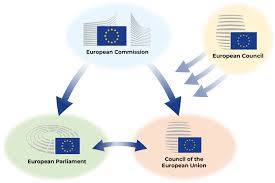 European Commission
European Council
European Parliament
Council of the
European Union